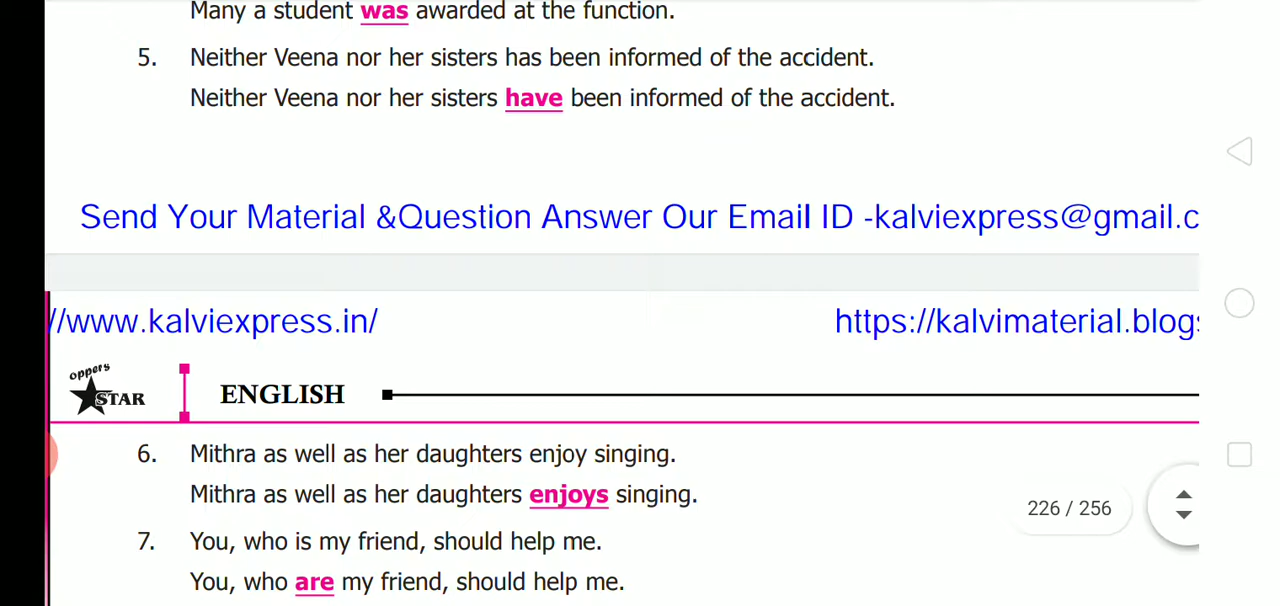 Many a student was awarded at the function.
5. Neither Veena nor her sisters has been informed of the accident.
Neither Veena nor her sisters have been informed of the accident.
Send Your Material &Question Answer Our Email ID -kalviexpress@gmail.c
//www.kalviexpress.in/ https://kalvimaterial.blogs
oppers
STAR ENGLISH
6. Mithra as well as her daughters enjoy singing.
Mithra as well as her daughters enjoys singing.
226 / 256
7. You, who is my friend, should help me.
You, who are my friend, should help me.